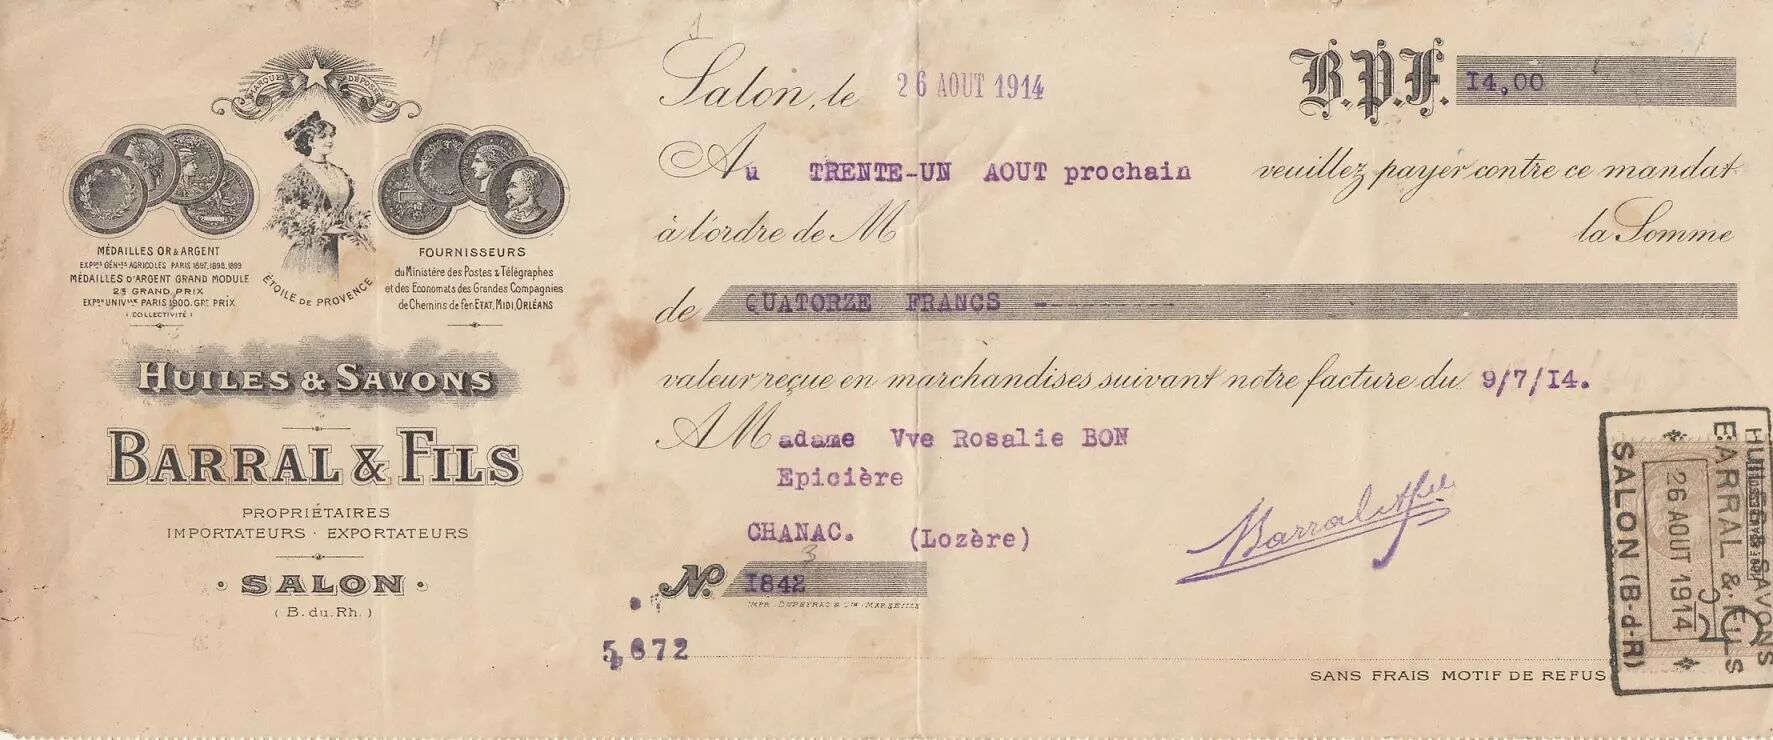 MARQUE DÉPOSÉE
MÉDAILLES OR & ARGENT
EXPONS GÉNLES AGRICOLES PARIS 1897, 1898, 1899
MÉDAILLES D'ARGENT GRAND MODULE
2 GRAND PRIX
EXPON UNIVLLE PARIS 1900. GD PRIX
(COLLECTIVITÉ)
ÉTOILE DE PROVENCE
FOURNISSEURS
du Ministère des Postes & Télégraphes
et des Economats des Grandes Compagnies
de Chemins de fer ETAT, MIDI, ORLÉANS
HUILES & SAVONS
BARRAL & FILS
PROPRIÉTAIRES
IMPORTATEURS · EXPORTATEURS
· SALON ·
(B. du Rh.)
Salon, le 26 AOUT 1914
B.P.F. 14,00
Au TRENTE-UN AOUT prochain veuillez payer contre ce mandat
à l'ordre de M la Somme
de QUATORZE FRANCS ---------
valeur reçue en marchandises suivant notre facture du 9/7/14.
A Madame Vve Rosalie BON
Epicière
CHANAC. (Lozère)
3
No. 1842
IMP. DUPEYRAC & CIE - MARSEILLE
5,872
Barral & fils
SANS FRAIS MOTIF DE REFUS
HUILES & SAVONS
BARRAL & FILS
26 AOUT 1914
SALON (B-d-R)